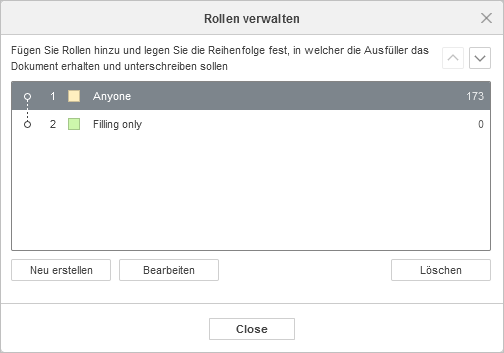 Rollen verwalten
Fügen Sie Rollen hinzu und legen Sie die Reihenfolge fest, in welcher die Ausfüller das
Dokument erhalten und unterschreiben sollen
1 Anyone 173
2 Filling only 0
Neu erstellen Bearbeiten Löschen
Close